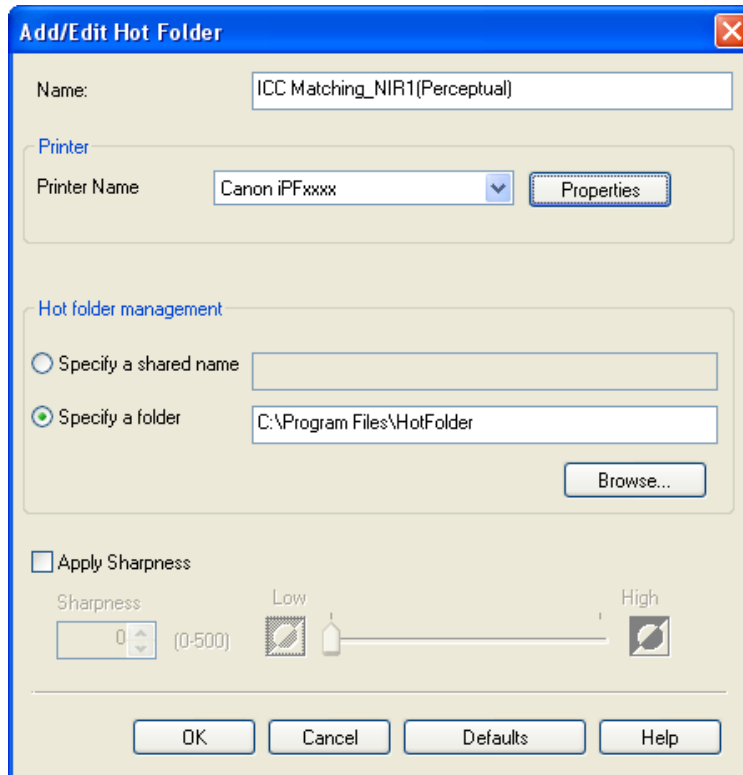 Add/Edit Hot Folder
Name: ICC Matching_NIR1(Perceptual)
Printer
Printer Name Canon iPFxxxx Properties
Hot folder management
Specify a shared name
Specify a folder C:\Program Files\HotFolder
Browse...
Apply Sharpness
Sharpness Low High
0 (0-500)
OK Cancel Defaults Help